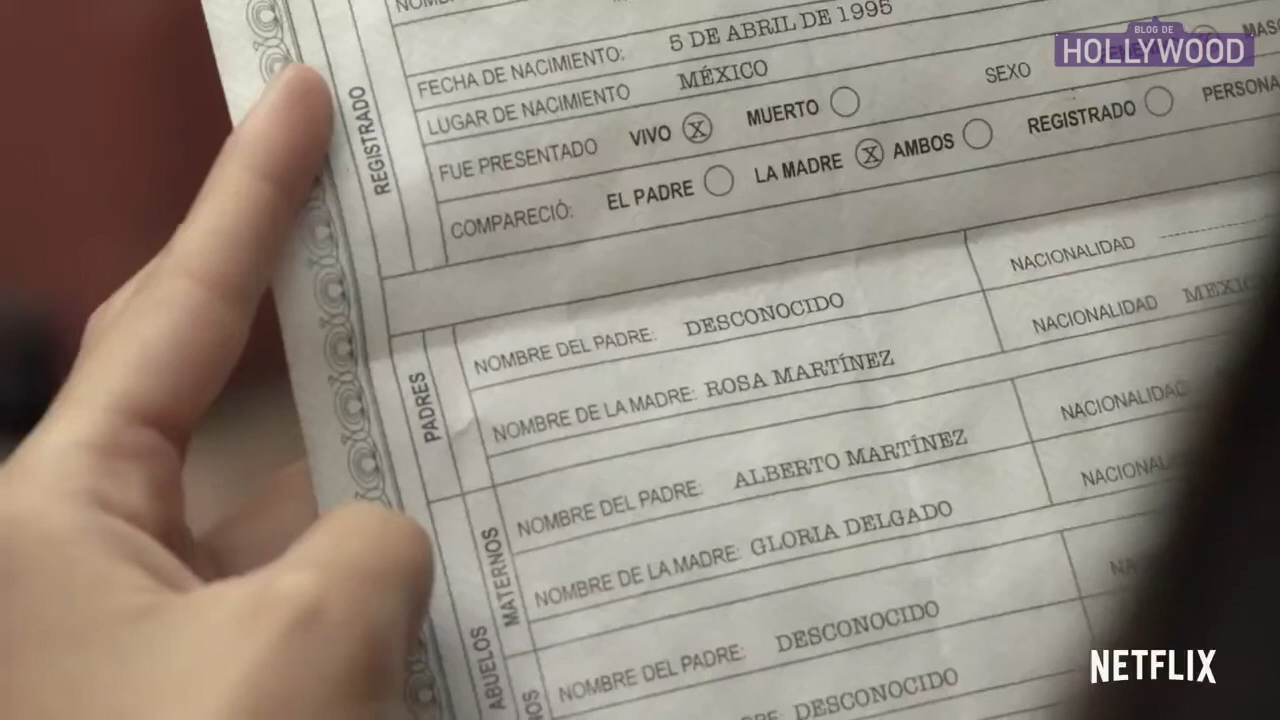 BLOG DE
HOLLYWOOD
FECHA DE NACIMIENTO: 5 DE ABRIL DE 1995
LUGAR DE NACIMIENTO MÉXICO
FUE PRESENTADO VIVO X MUERTO SEXO
COMPARECIÓ: EL PADRE LA MADRE X AMBOS REGISTRADO
REGISTRADO
NOMBRE DEL PADRE: DESCONOCIDO NACIONALIDAD
NOMBRE DE LA MADRE: ROSA MARTÍNEZ NACIONALIDAD
PADRES
NOMBRE DEL PADRE: ALBERTO MARTÍNEZ NACIONALIDAD
NOMBRE DE LA MADRE: GLORIA DELGADO
MATERNOS
ABUELOS
NOMBRE DEL PADRE: DESCONOCIDO
DESCONOCIDO
NETFLIX